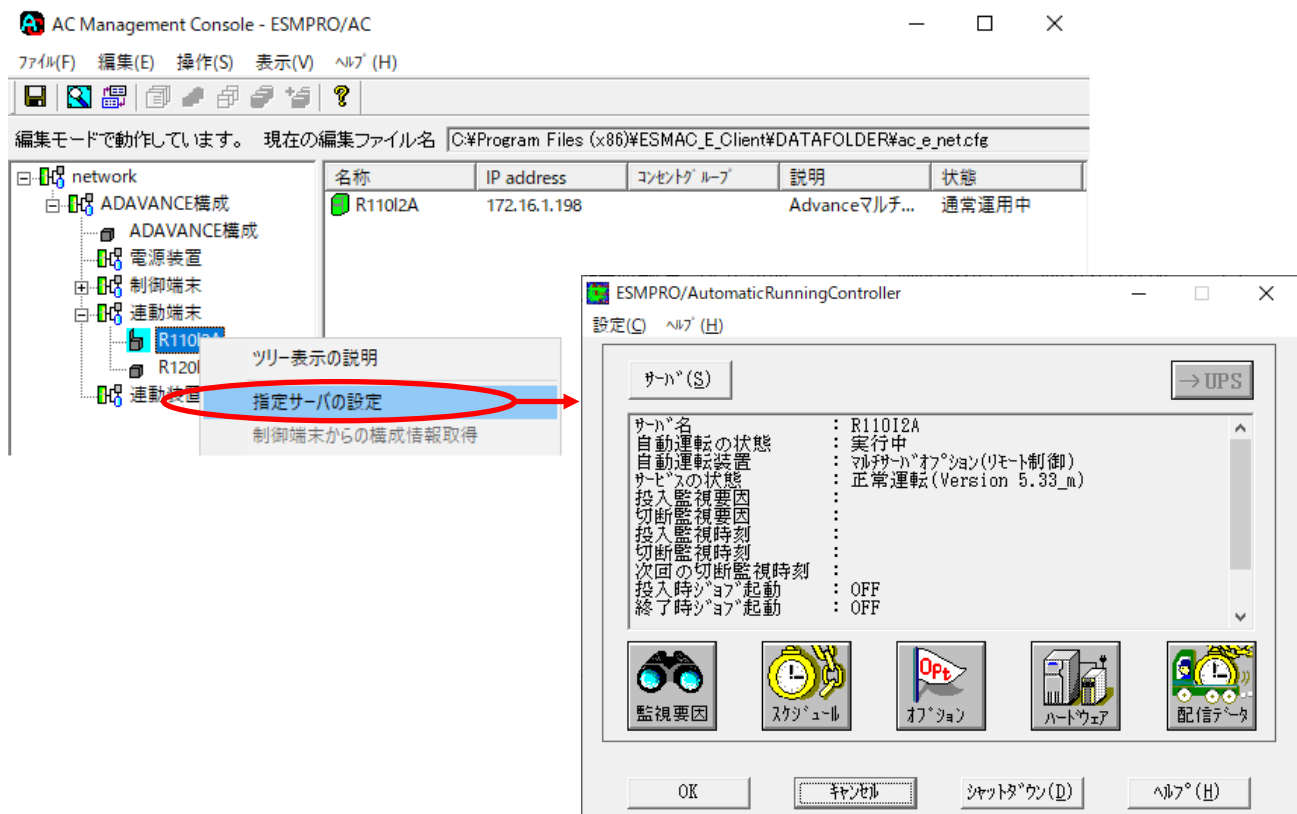 AC Management Console - ESMPRO/AC
ファイル(F) 編集(E) 操作(S) 表示(V) ヘルプ(H)
編集モードで動作しています。 現在の編集ファイル名 C:¥Program Files (x86)¥ESMAC_E_Client¥DATAFOLDER¥ac_e_net.cfg
network
ADAVANCE構成
ADAVANCE構成
電源装置
制御端末
連動端末
R110I2A
R120I
連動装置
名称 IP address コンセントグループ 説明 状態
R110I2A 172.16.1.198 Advanceマルチ... 通常運用中
ツリー表示の説明
指定サーバの設定
制御端末からの構成情報取得
ESMPRO/AutomaticRunningController
設定(C) ヘルプ(H)
サーバ(S) →UPS
サーバ名 : R110I2A
自動運転の状態 : 実行中
自動運転装置 : マルチサーバオプション(リモート制御)
サービスの状態 : 正常運転(Version 5.33_m)
投入監視要因 :
切断監視要因 :
投入監視時刻 :
切断監視時刻 :
次回の切断監視時刻 :
投入時ジョブ起動 : OFF
終了時ジョブ起動 : OFF
Opt
監視要因 スケジュール オプション ハードウェア 配信データ
OK キャンセル シャットダウン(D) ヘルプ(H)